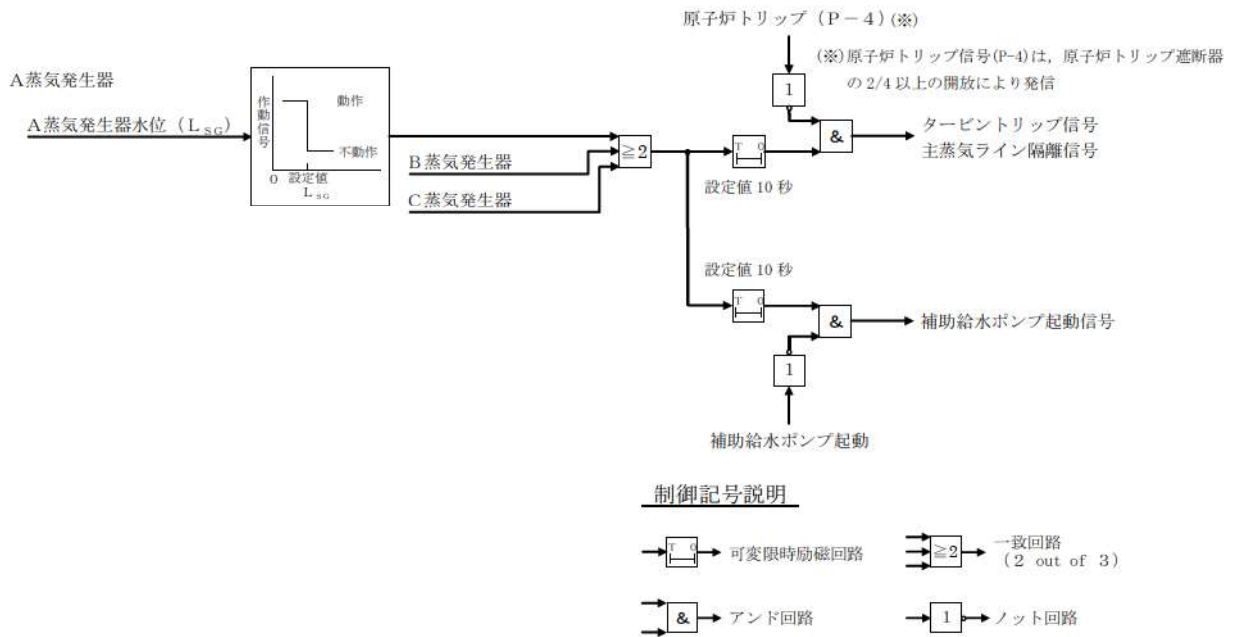 原子炉トリップ（P－4）(※)
(※)原子炉トリップ信号(P-4)は，原子炉トリップ遮断器
の 2/4 以上の開放により発信
1
A蒸気発生器
A蒸気発生器水位（LSG）
作動信号
動作
不動作
0
設定値
LSG
B蒸気発生器
C蒸気発生器
≧2
T 0
設定値 10 秒
&
タービントリップ信号
主蒸気ライン隔離信号
設定値 10 秒
T 0
&
補助給水ポンプ起動信号
1
補助給水ポンプ起動
制御記号説明
T 0
可変限時励磁回路
≧2
一致回路
（2 out of 3）
&
アンド回路
1
ノット回路